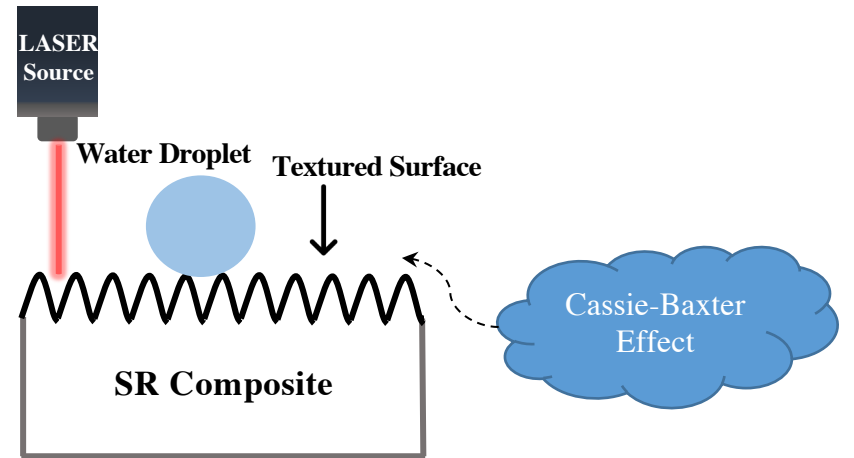 LASER
Source
Water Droplet
Textured Surface
Cassie-Baxter
Effect
SR Composite